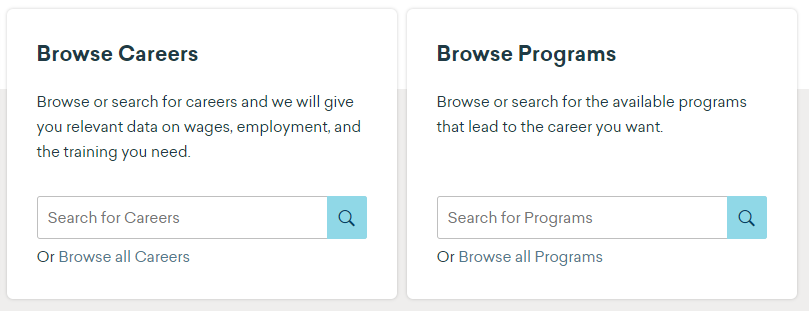 Browse Careers
Browse or search for careers and we will give
you relevant data on wages, employment, and
the training you need.
Search for Careers
Or Browse all Careers
Browse Programs
Browse or search for the available programs
that lead to the career you want.
Search for Programs
Or Browse all Programs